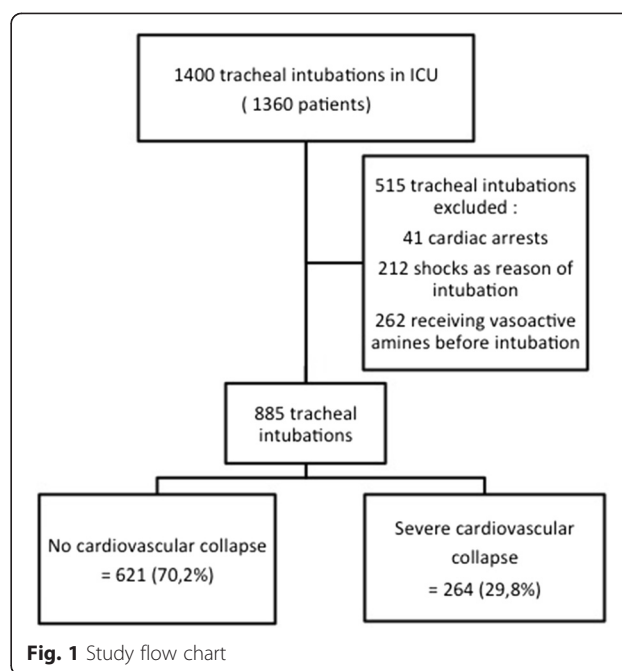 1400 tracheal intubations in ICU
( 1360 patients)
515 tracheal intubations
excluded :
41 cardiac arrests
212 shocks as reason of
intubation
262 receiving vasoactive
amines before intubation
885 tracheal
intubations
No cardiovascular collapse
= 621 (70,2%)
Severe cardiovascular
collapse
= 264 (29,8%)
Fig. 1 Study flow chart